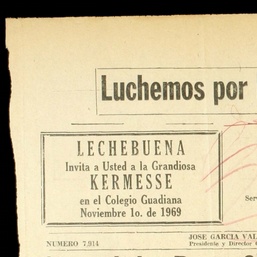 Luchemos por
LECHEBUENA
Invita a Usted a la Grandiosa
KERMESSE
en el Colegio Guadiana
Noviembre 1o. de 1969
Ser
NUMERO 7,914
JOSE GARCIA VAL
Presidente y Director G